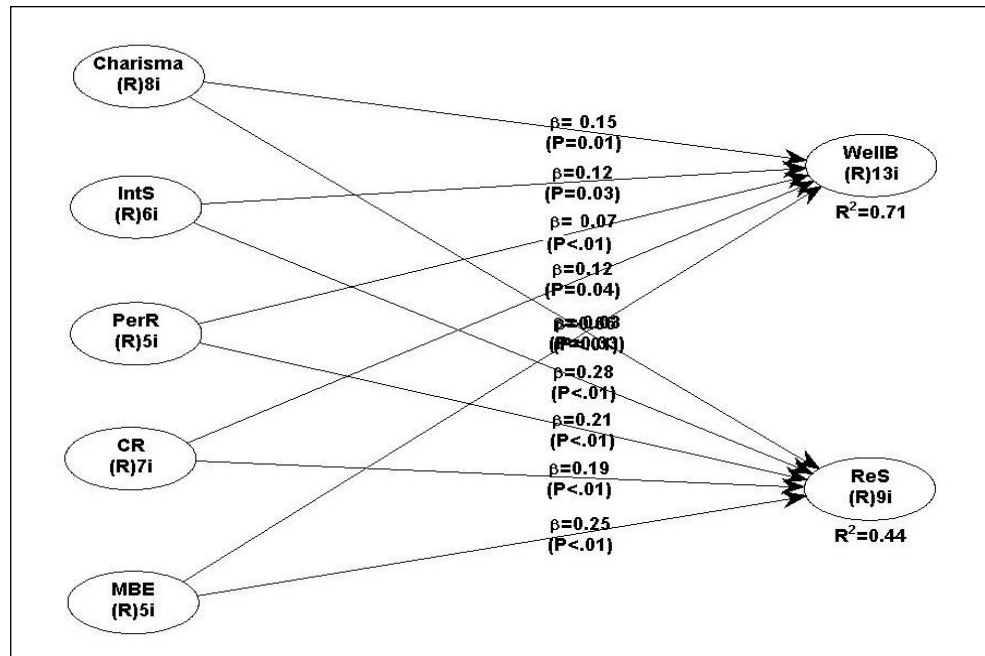 Charisma
(R)8i
IntS
(R)6i
PerR
(R)5i
CR
(R)7i
MBE
(R)5i
β= 0.15
(P=0.01)
β=0.12
(P=0.03)
β= 0.07
(P<.01)
β=0.12
(P=0.04)
β=0.28
(P<.01)
β=0.21
(P<.01)
β=0.19
(P<.01)
β=0.25
(P<.01)
WellB
(R)13i
R²=0.71
ReS
(R)9i
R²=0.44